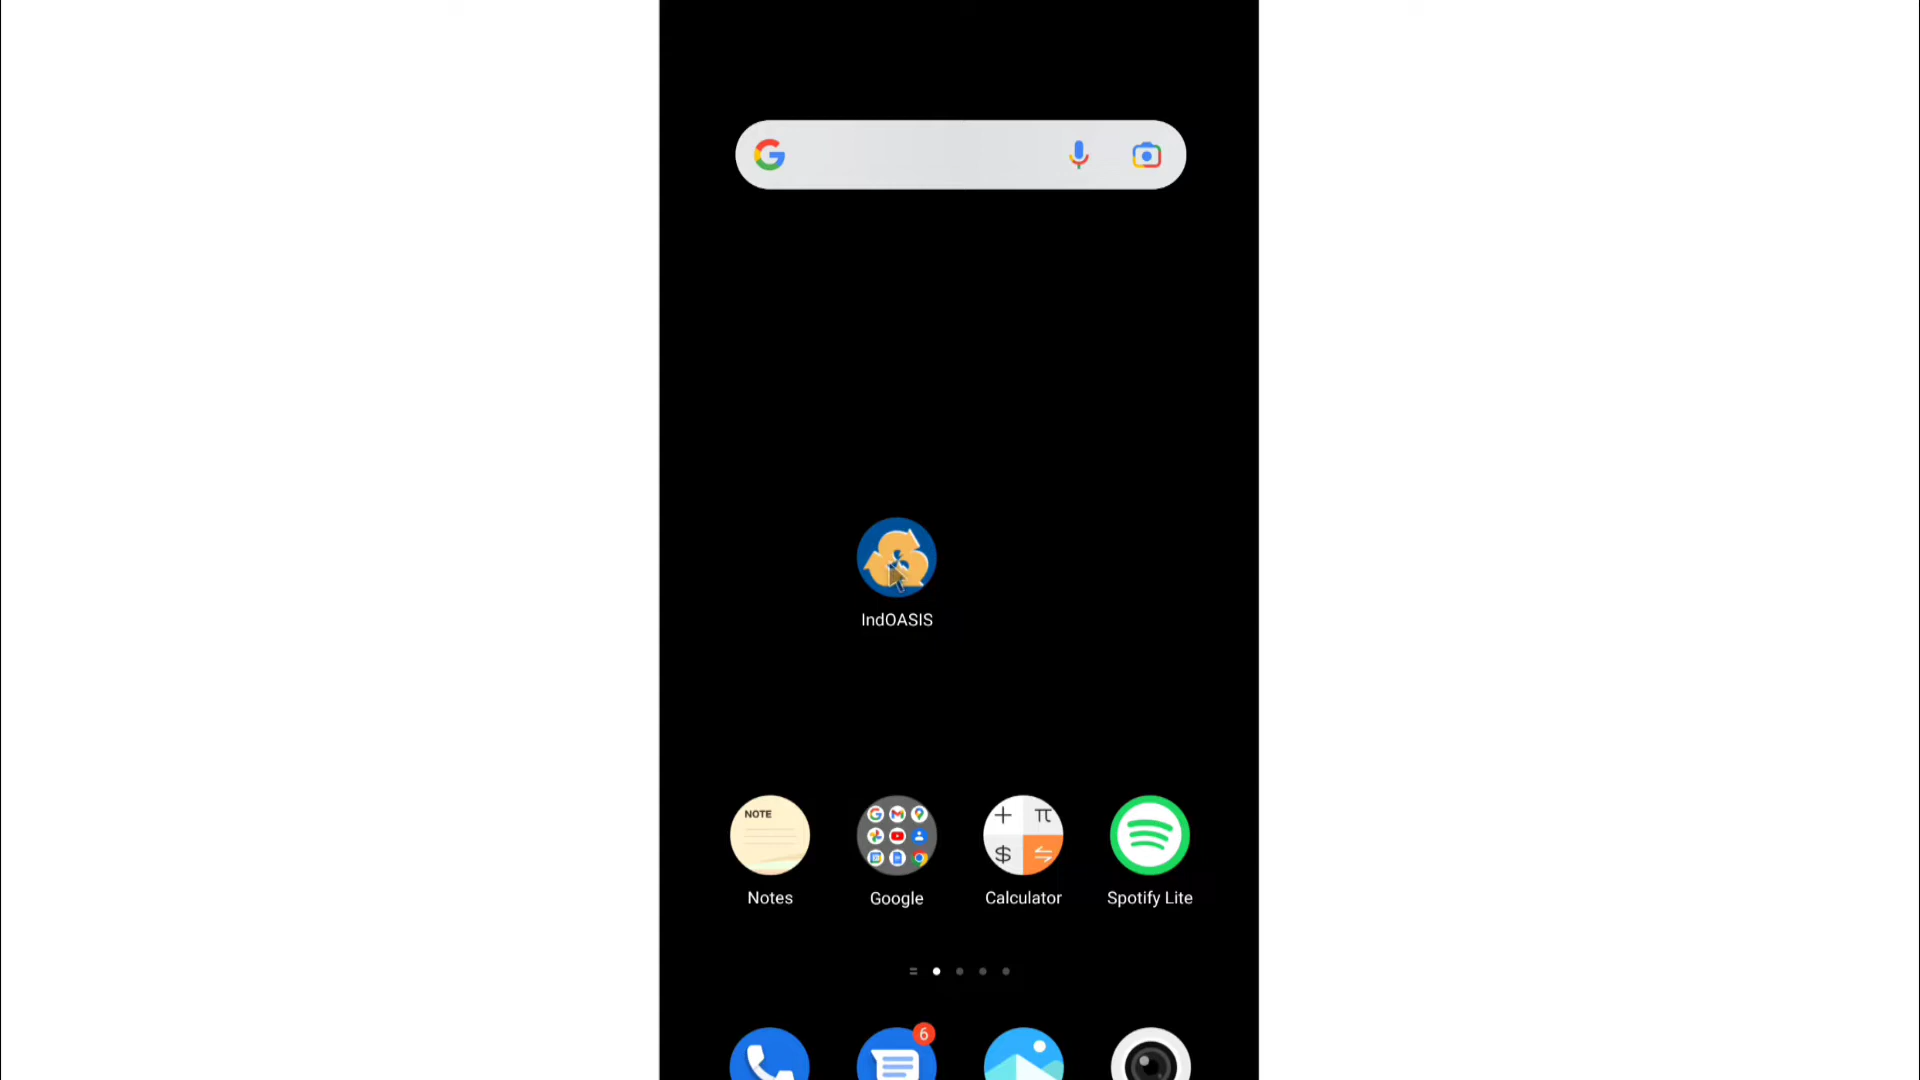 IndOASIS
NOTE
Notes
Google
Calculator
Spotify Lite
6